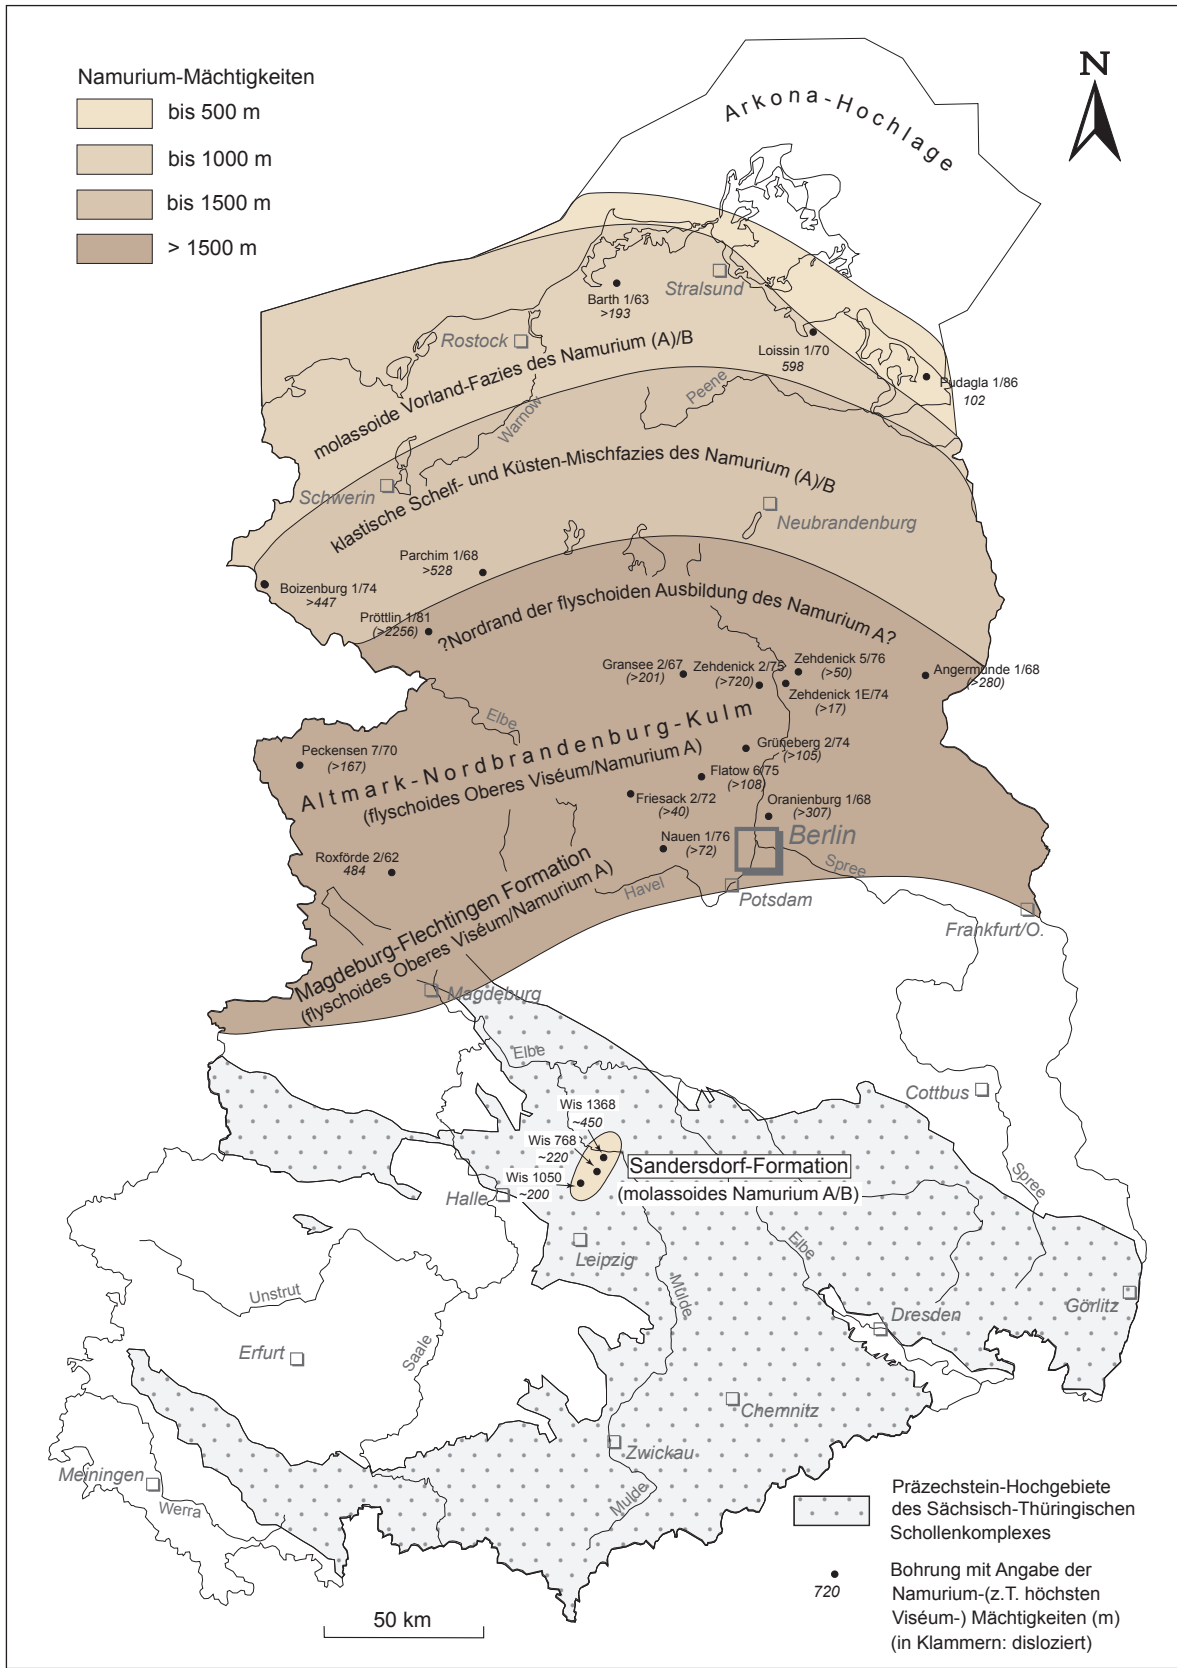 Namurium-Mächtigkeiten
bis 500 m
bis 1000 m
bis 1500 m
> 1500 m
N
Arkona-Hochlage
Stralsund
Barth 1/63
>193
Rostock
Loissin 1/70
598
Pudagla 1/86
102
molassoide Vorland-Fazies des Namurium (A)/B
Warnow
Peene
Schwerin
klastische Schelf- und Küsten-Mischfazies des Namurium (A)/B
Neubrandenburg
Parchim 1/68
>528
Boizenburg 1/74
>447
Pröttlin 1/81
(>2256)
?Nordrand der flyschoiden Ausbildung des Namurium A?
Gransee 2/67
(>201)
Zehdenick 2/75
(>720)
Zehdenick 5/76
(>50)
Zehdenick 1E/74
(>17)
Angermünde 1/68
(>280)
Elbe
Peckensen 7/70
(>167)
Altmark-Nordbrandenburg-Kulm
(flyschoides Oberes Viséum/Namurium A)
Grüneberg 2/74
(>105)
Flatow 6/75
(>108)
Friesack 2/72
(>40)
Oranienburg 1/68
(>307)
Nauen 1/76
(>72)
Berlin
Roxförde 2/62
484
Spree
Havel
Potsdam
Frankfurt/O.
Magdeburg-Flechtingen Formation
(flyschoides Oberes Viséum/Namurium A)
Magdeburg
Elbe
Cottbus
Wis 1368
~450
Wis 768
~220
Wis 1050
~200
Sandersdorf-Formation
(molassoides Namurium A/B)
Halle
Spree
Leipzig
Elbe
Mulde
Unstrut
Görlitz
Dresden
Erfurt
Saale
Chemnitz
Zwickau
Meiningen
Werra
Mulde
Präzechstein-Hochgebiete
des Sächsisch-Thüringischen
Schollenkomplexes
720
Bohrung mit Angabe der
Namurium-(z.T. höchsten
Viséum-) Mächtigkeiten (m)
(in Klammern: disloziert)
50 km